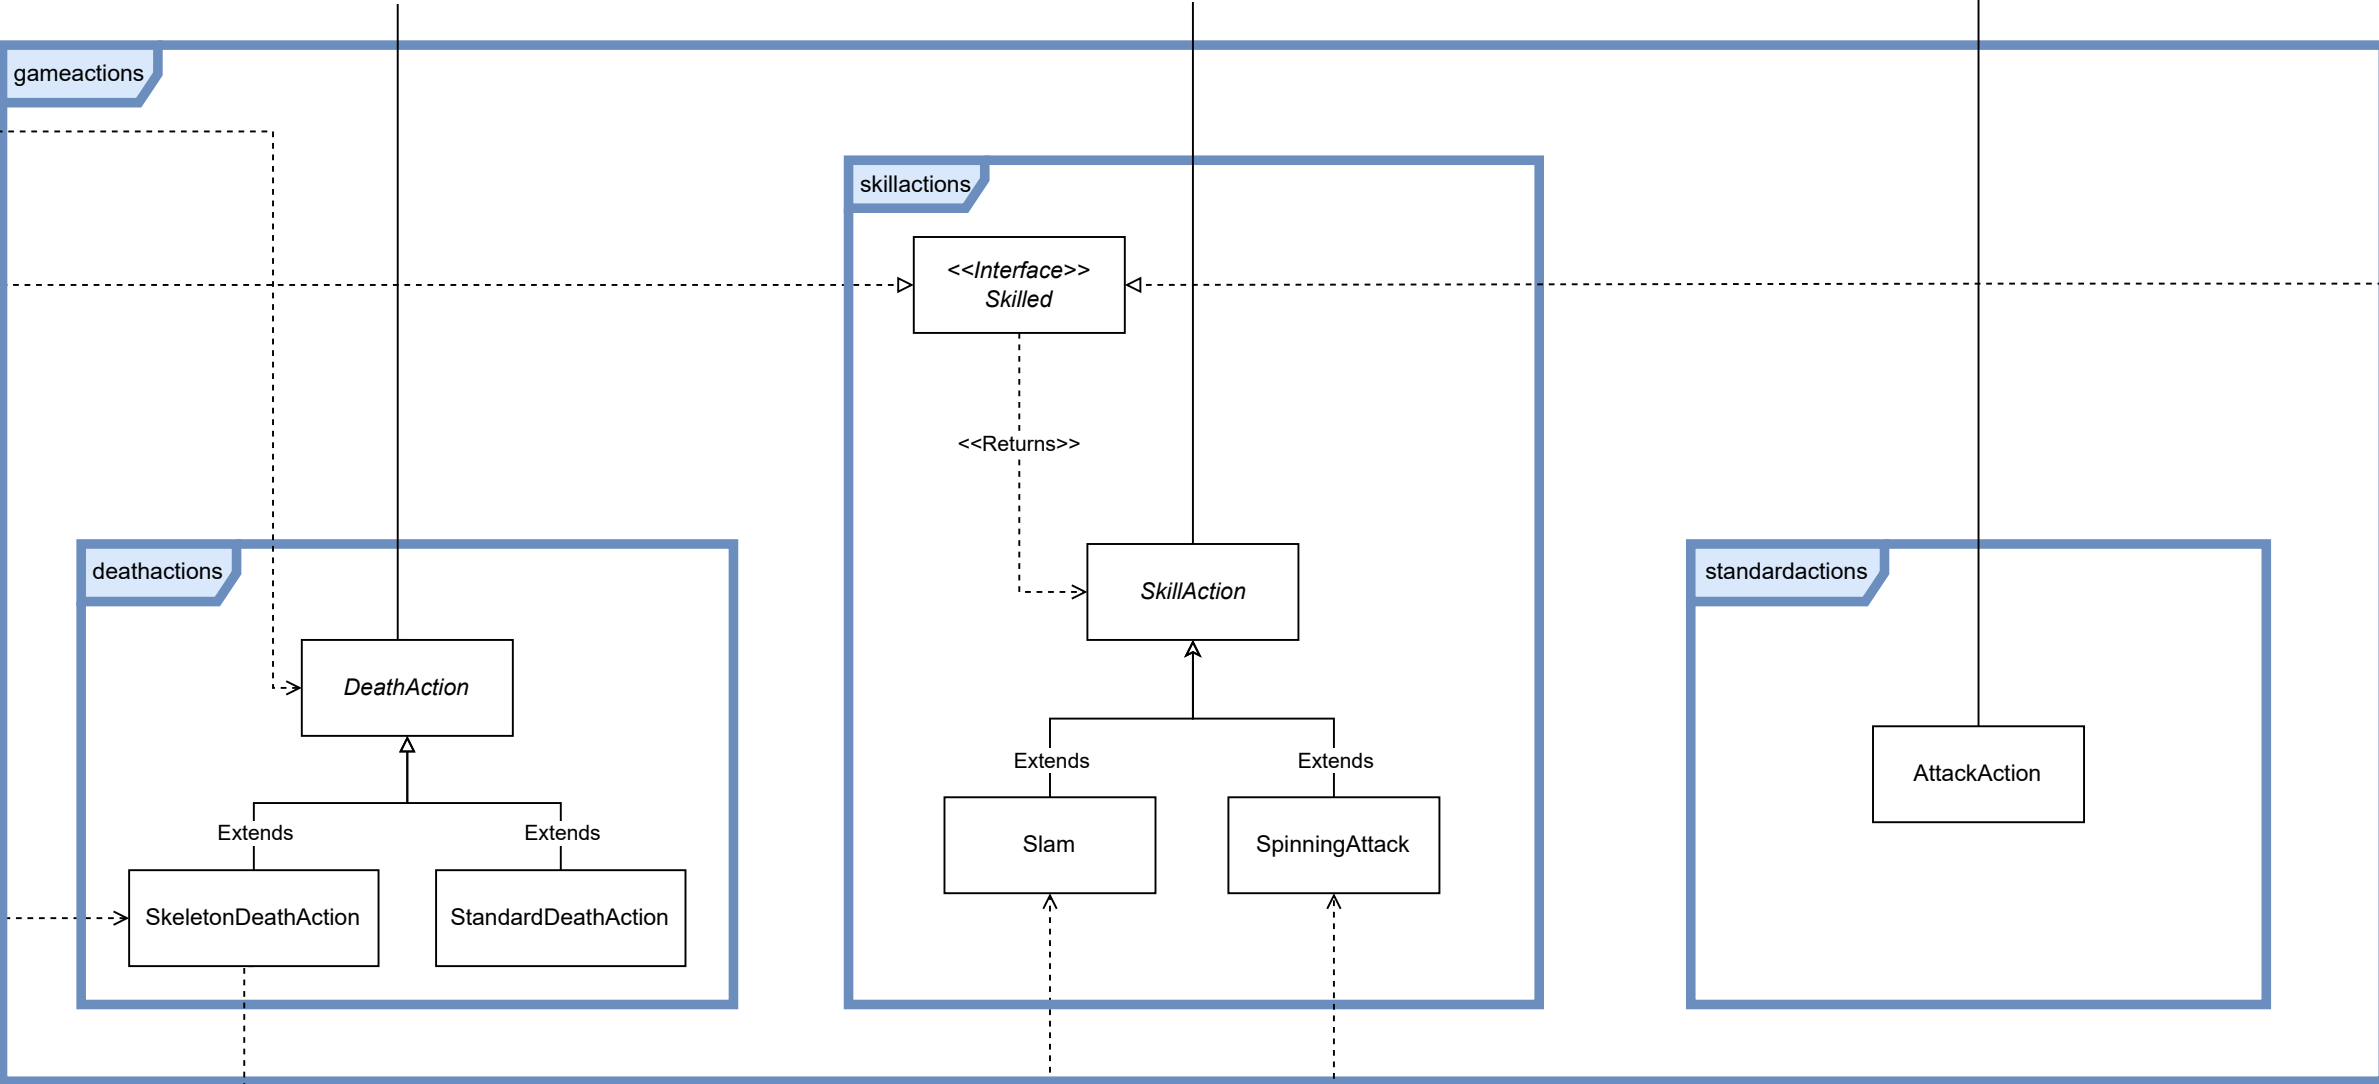 gameactions
skillactions
<<Interface>>
Skilled
<<Returns>>
deathactions
SkillAction
standardactions
DeathAction
Extends
Extends
AttackAction
Extends
Extends
Slam
SpinningAttack
SkeletonDeathAction
StandardDeathAction